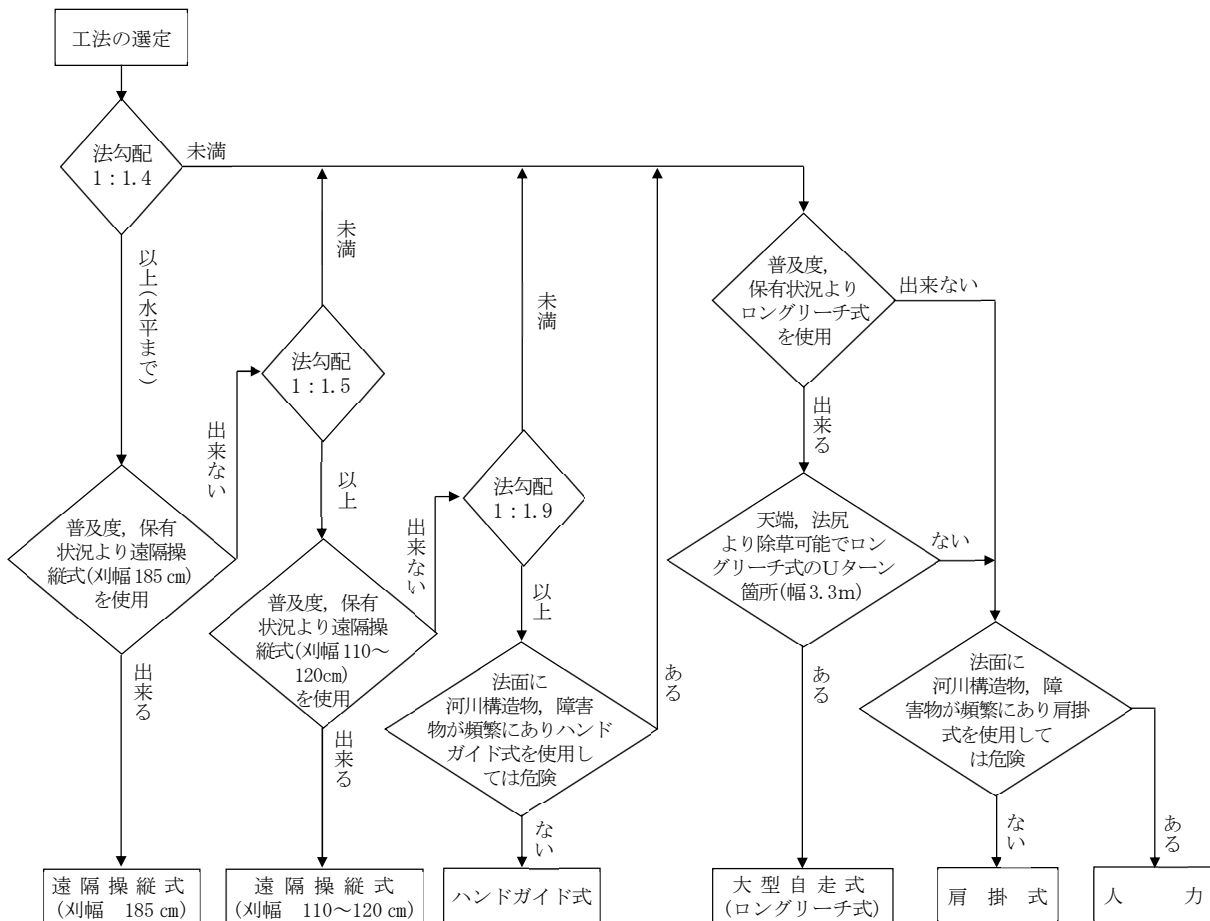 工法の選定
法勾配
1：1.4
未満
以上(水平まで)
普及度，保有
状況より遠隔操
縦式(刈幅185㎝)
を使用
出来ない
出来る
法勾配
1：1.5
未満
以上
普及度，保有
状況より遠隔操
縦式(刈幅110～
120cm)
を使用
出来ない
出来る
法勾配
1：1.9
未満
以上
法面に
河川構造物，障害
物が頻繁にありハンド
ガイド式を使用し
ては危険
ある
ない
普及度，
保有状況より
ロングリーチ式
を使用
出来ない
出来る
天端，法尻
より除草可能でロン
グリーチ式のＵターン
箇所(幅3.3ｍ)
ない
ある
法面に
河川構造物，障
害物が頻繁にあり肩掛
式を使用して
は危険
ない
ある
遠隔操縦式
(刈幅　185㎝)
遠隔操縦式
(刈幅　110～120㎝)
ハンドガイド式
大型自走式
(ロングリーチ式)
肩掛式
人力